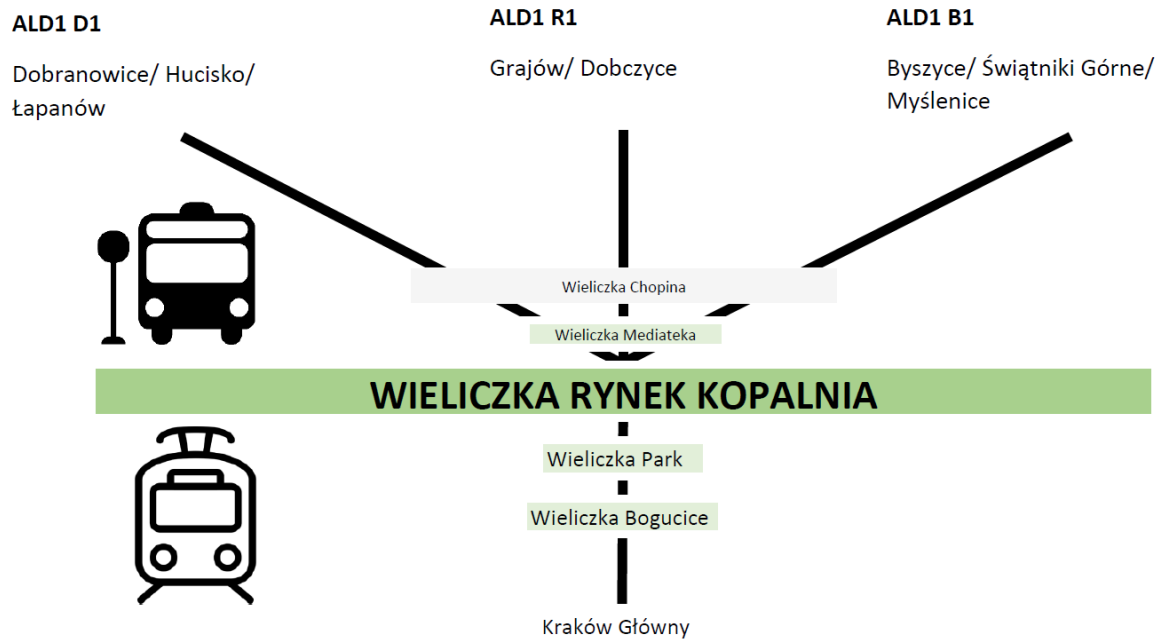 ALD1 D1
Dobranowice/ Hucisko/
Łapanów
ALD1 R1
Grajów/ Dobczyce
ALD1 B1
Byszyce/ Świątniki Górne/
Myślenice
Wieliczka Chopina
Wieliczka Mediateka
WIELICZKA RYNEK KOPALNIA
Wieliczka Park
Wieliczka Bogucice
Kraków Główny